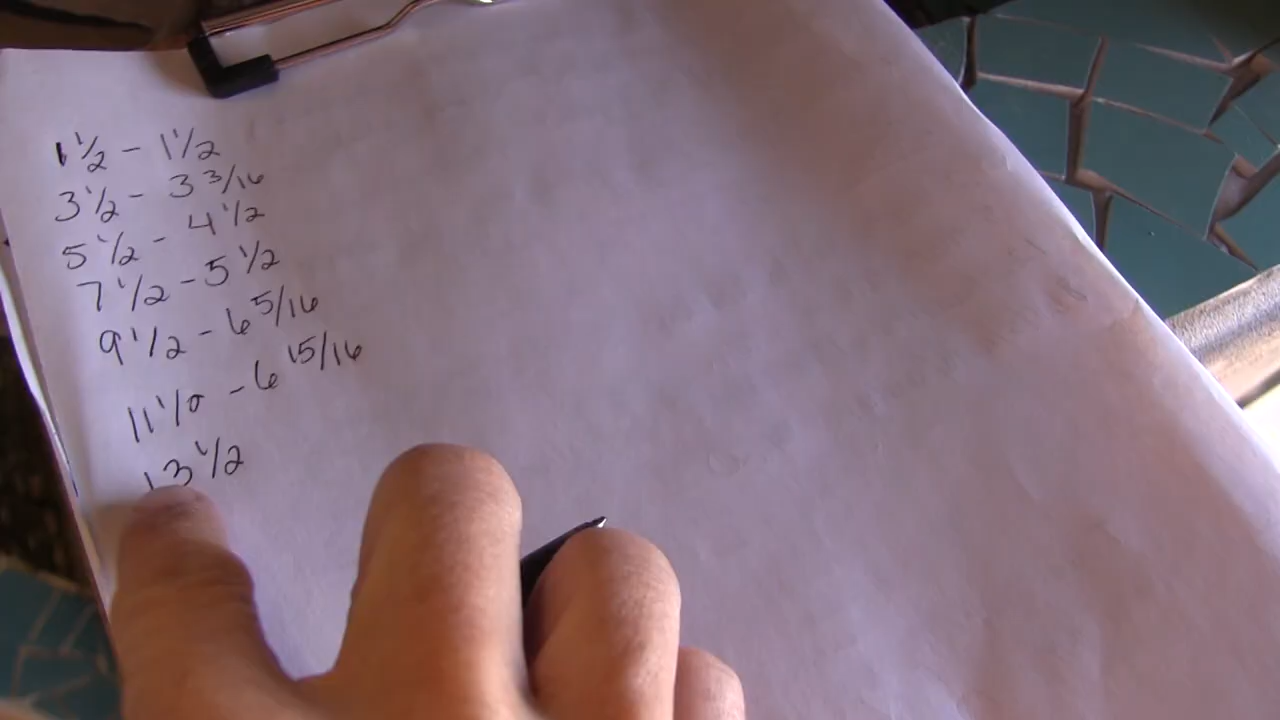 1 1/2 - 1 1/2
3 1/2 - 3 3/16
5 1/2 - 4 1/2
7 1/2 - 5 1/2
9 1/2 - 6 5/16
11 1/2 - 6 15/16
13 1/2